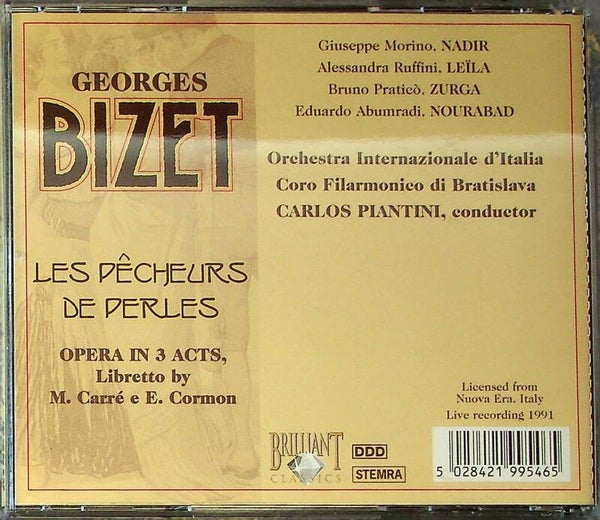 GEORGES
BIZET
LES PÊCHEURS
DE PERLES
OPERA IN 3 ACTS,
Libretto by
M. Carré e E. Cormon
Giuseppe Morino, NADIR
Alessandra Ruffini, LEÏLA
Bruno Praticò, ZURGA
Eduardo Abumradi, NOURABAD
Orchestra Internazionale d'Italia
Coro Filarmonico di Bratislava
CARLOS PIANTINI, conductor
Licensed from
Nuova Era, Italy
Live recording 1991
BRILLIANT
CLASSICS
DDD
STEMRA
5 028421 995465